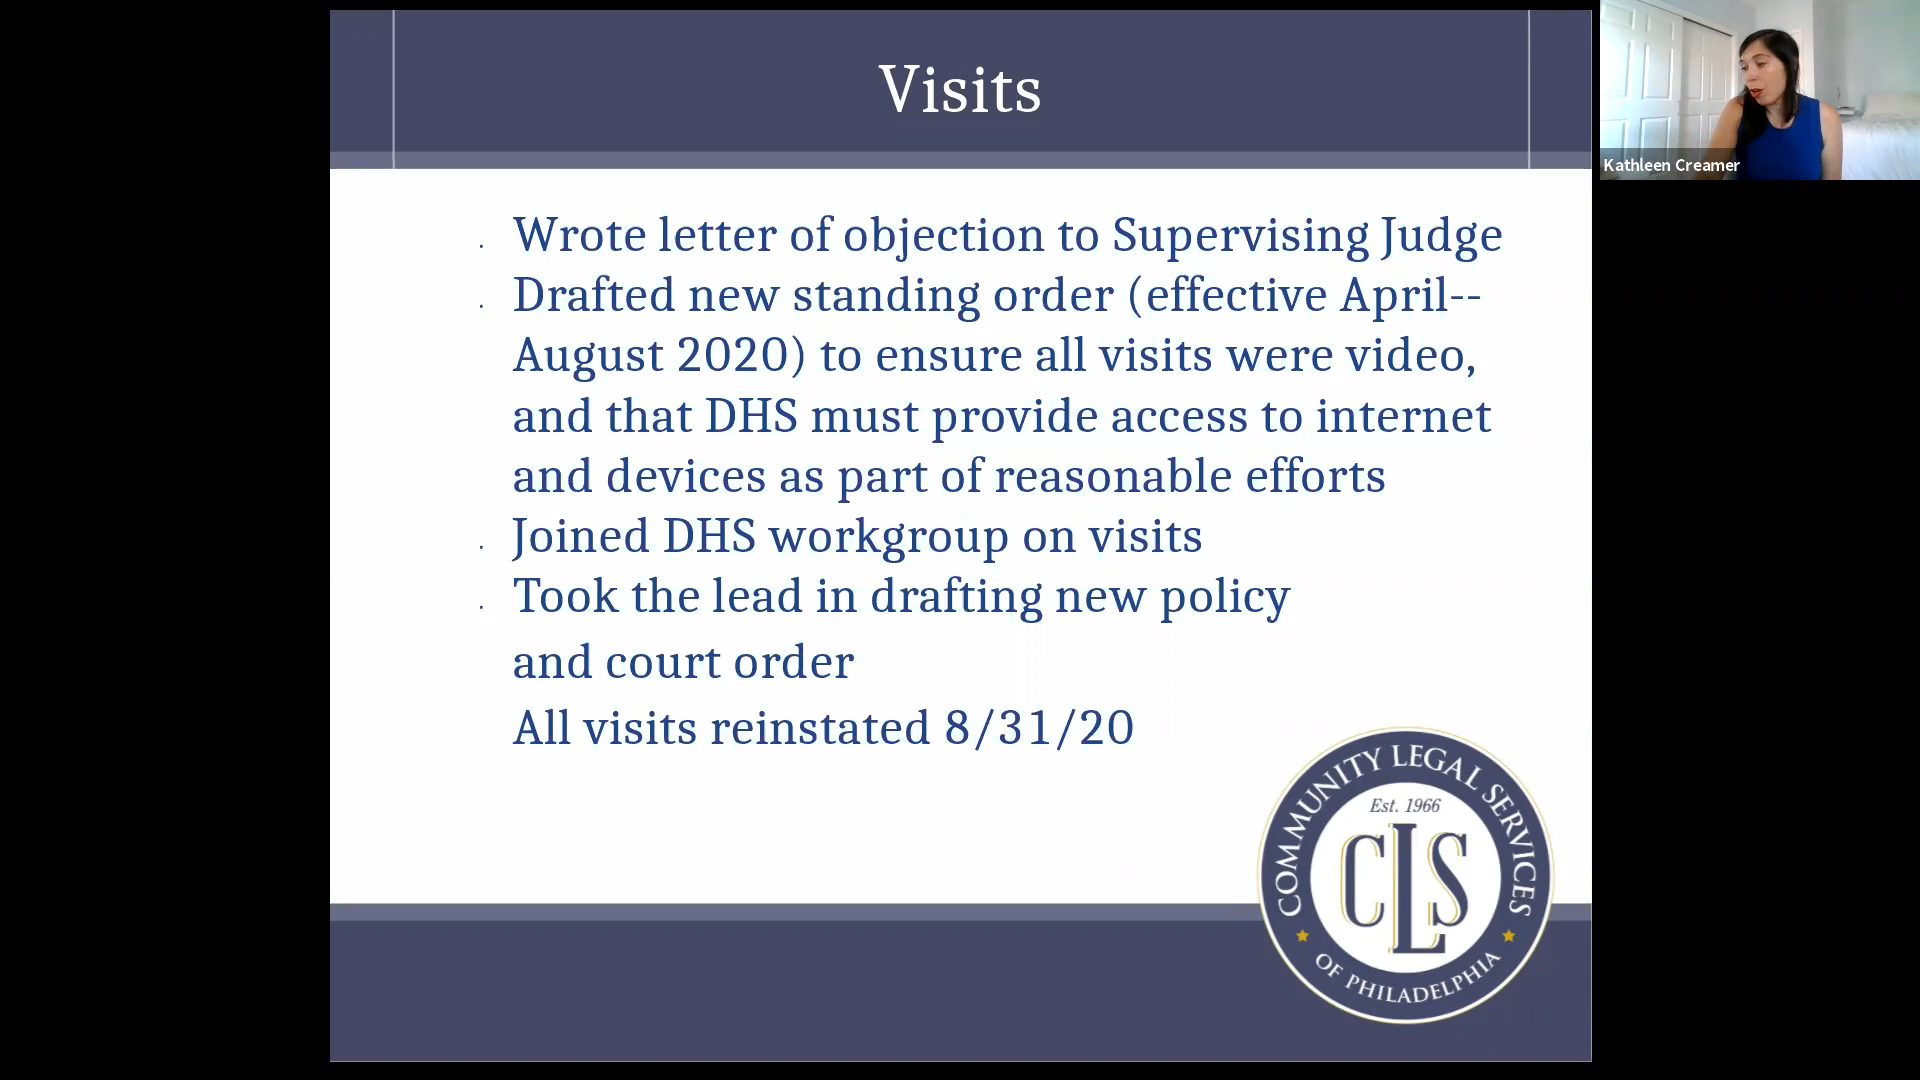 Visits
Kathleen Creamer
. Wrote letter of objection to Supervising Judge
. Drafted new standing order (effective April--
August 2020) to ensure all visits were video,
and that DHS must provide access to internet
and devices as part of reasonable efforts
. Joined DHS workgroup on visits
. Took the lead in drafting new policy
and court order
All visits reinstated 8/31/20
COMMUNITY LEGAL SERVICES
Est. 1966
CLS
OF PHILADELPHIA